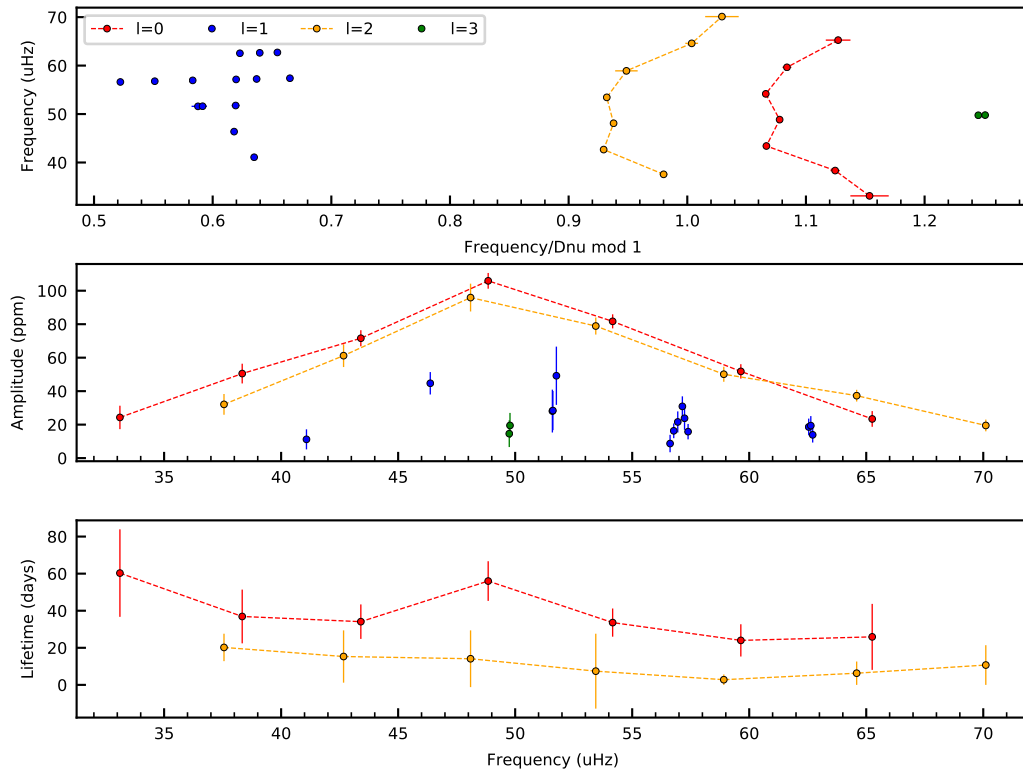 l=0 l=1 l=2 l=3
Frequency (uHz)
70
60
50
40
0.5 0.6 0.7 0.8 0.9 1.0 1.1 1.2
Frequency/Dnu mod 1
Amplitude (ppm)
100
80
60
40
20
0
35 40 45 50 55 60 65 70
Lifetime (days)
80
60
40
20
0
35 40 45 50 55 60 65 70
Frequency (uHz)